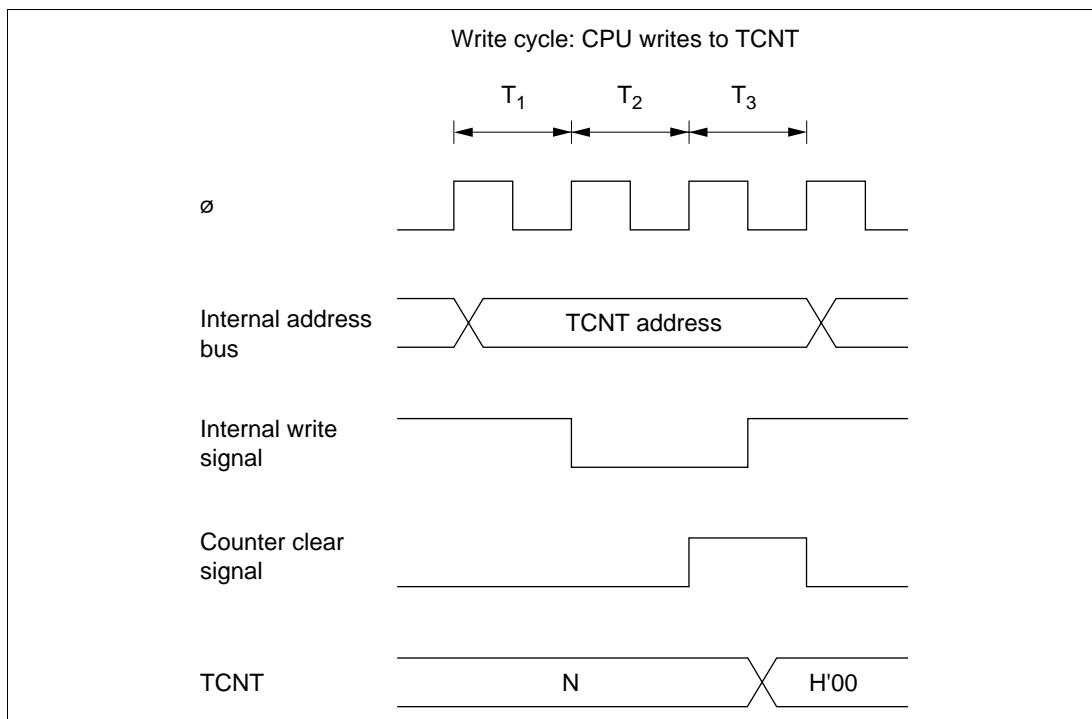 Write cycle: CPU writes to TCNT
T1 T2 T3
ø
Internal address
bus
TCNT address
Internal write
signal
Counter clear
signal
TCNT
N
H'00